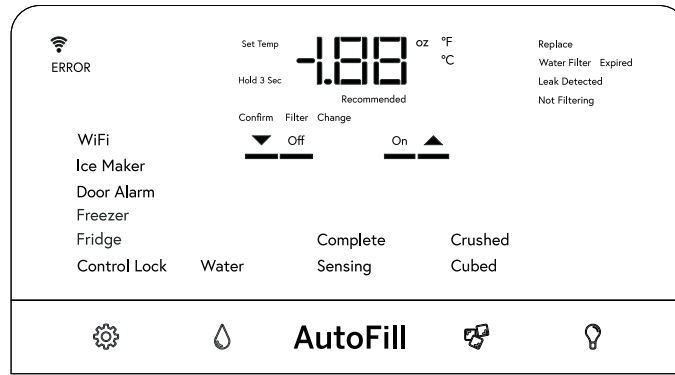 Set Temp -1.88 oz °F
°C
ERROR
Hold 3 Sec
Recommended
Replace
Water Filter Expired
Leak Detected
Not Filtering
Confirm Filter Change
Off On
WiFi
Ice Maker
Door Alarm
Freezer
Fridge
Control Lock
Water
Complete
Sensing
Crushed
Cubed
AutoFill